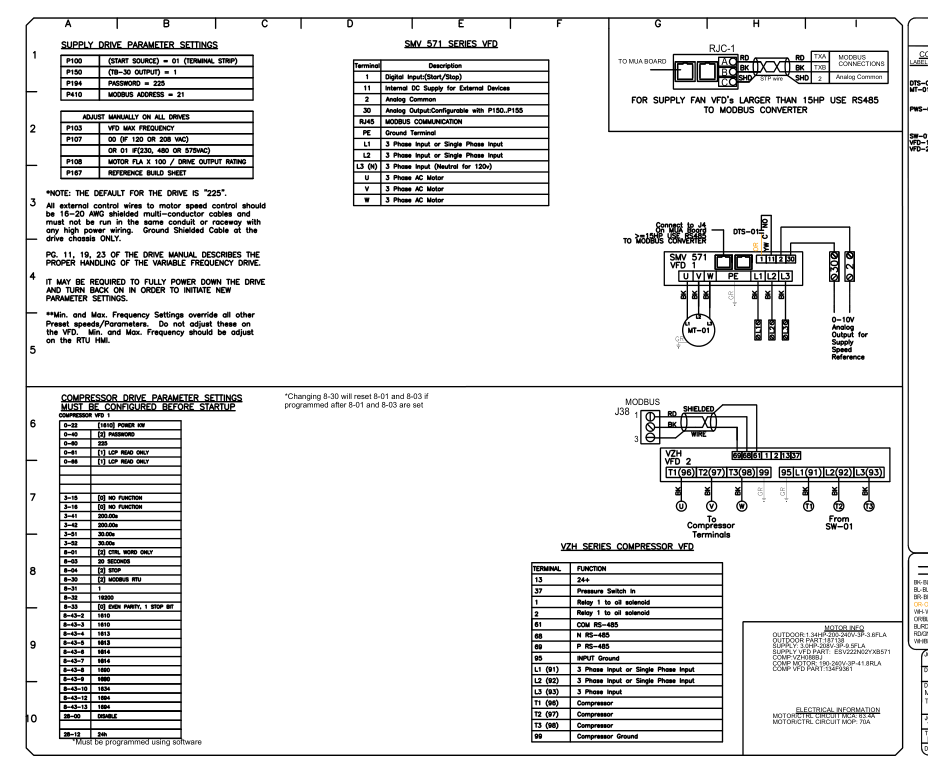 A B C D E F G H I
1
2
3
4
5
6
7
8
9
10
SUPPLY DRIVE PARAMETER SETTINGS
P100 (START SOURCE) = 01 (TERMINAL STRIP)
P150 (TB-30 OUTPUT) = 1
P194 PASSWORD = 225
P410 MODBUS ADDRESS = 21
ADJUST MANUALLY ON ALL DRIVES
P103 VFD MAX FREQUENCY
P107 00 (IF 120 OR 208 VAC)
OR 01 IF(230, 480 OR 575VAC)
P108 MOTOR FLA X 100 / DRIVE OUTPUT RATING
P167 REFERENCE BUILD SHEET
*NOTE: THE DEFAULT FOR THE DRIVE IS "225".
All external control wires to motor speed control should
be 16-20 AWG shielded multi-conductor cables and
must not be run in the same conduit or raceway with
any high power wiring. Ground Shielded Cable at the
drive chassis ONLY.
PG. 11, 19, 23 OF THE DRIVE MANUAL DESCRIBES THE
PROPER HANDLING OF THE VARIABLE FREQUENCY DRIVE.
IT MAY BE REQUIRED TO FULLY POWER DOWN THE DRIVE
AND TURN BACK ON IN ORDER TO INITIATE NEW
PARAMETER SETTINGS.
**Min. and Max. Frequency Settings override all other
Preset speeds/Parameters. Do not adjust these on
the VFD. Min. and Max. Frequency should be adjust
on the RTU HMI.
SMV 571 SERIES VFD
Terminal Description
1 Digital Input:(Start/Stop)
11 Internal DC Supply for External Devices
2 Analog Common
30 Analog Output:Configurable with P150..P155
RJ45 MODBUS COMMUNICATION
PE Ground Terminal
L1 3 Phase Input or Single Phase Input
L2 3 Phase Input or Single Phase Input
L3 (N) 3 Phase Input (Neutral for 120v)
U 3 Phase AC Motor
V 3 Phase AC Motor
W 3 Phase AC Motor
RJC-1
TO MUA BOARD
A RD RD TXA MODBUS
B BK BK TXB CONNECTIONS
C SHD STP wire SHD 2 Analog Common
FOR SUPPLY FAN VFD's LARGER THAN 15HP USE RS485
TO MODBUS CONVERTER
Connect to J4
On MUA Board
>=15HP USE RS485
TO MODBUS CONVERTER
DTS-01
C NO
OR YW
SMV 571
VFD 1
1 11 2 30
U V W PE L1 L2 L3
BK BK BK GR BK BK BK
L1 L2 L3
MT-01
GR
30 2
0-10V
Analog
Output for
Supply
Speed
Reference
COMPRESSOR DRIVE PARAMETER SETTINGS
MUST BE CONFIGURED BEFORE STARTUP
COMPRESSOR VFD 1
0-22 [1610] POWER KW
0-40 [2] PASSWORD
0-60 225
0-61 [1] LCP READ ONLY
0-66 [1] LCP READ ONLY
3-15 [0] NO FUNCTION
3-16 [0] NO FUNCTION
3-41 200.00s
3-42 200.00s
3-51 30.00s
3-52 30.00s
8-01 [2] CTRL WORD ONLY
8-03 20 SECONDS
8-04 [2] STOP
8-30 [2] MODBUS RTU
8-31 1
8-32 19200
8-33 [0] EVEN PARITY, 1 STOP BIT
8-43-2 1610
8-43-3 1610
8-43-4 1613
8-43-5 1613
8-43-6 1614
8-43-7 1614
8-43-8 1690
8-43-9 1690
8-43-10 1634
8-43-12 1694
8-43-13 1694
28-00 DISABLE
28-12 24h
*Must be programmed using software
*Changing 8-30 will reset 8-01 and 8-03 if
programmed after 8-01 and 8-03 are set
MODBUS
J38
1 RD SHIELDED
BK
3 WIRE
VZH
VFD 2
69 68 61 1 2 13 37
T1(96) T2(97) T3(98) 99 95 L1(91) L2(92) L3(93)
BK BK BK GR GR BK BK BK
U V W T1 T2 T3
To
Compressor
Terminals
From
SW-01
VZH SERIES COMPRESSOR VFD
TERMINAL FUNCTION
13 24+
37 Pressure Switch In
1 Relay 1 to oil solenoid
2 Relay 1 to oil solenoid
61 COM RS-485
68 N RS-485
69 P RS-485
95 INPUT Ground
L1 (91) 3 Phase Input or Single Phase Input
L2 (92) 3 Phase Input or Single Phase Input
L3 (93) 3 Phase Input
T1 (96) Compressor
T2 (97) Compressor
T3 (98) Compressor
99 Compressor Ground
MOTOR INFO
OUTDOOR:1.34HP-200-240V-3P-3.6FLA
OUTDOOR PART:187138
SUPPLY: 3.0HP-208V-3P-9.5FLA
SUPPLY VFD PART: ESV222N02YXB571
COMP:VZH088BJ
COMP MOTOR: 190-240V-3P-41.8RLA
COMP VFD PART:134F9361
ELECTRICAL INFORMATION
MOTOR/CTRL CIRCUIT MCA: 63.4A
MOTOR/CTRL CIRCUIT MOP: 70A
LABEL